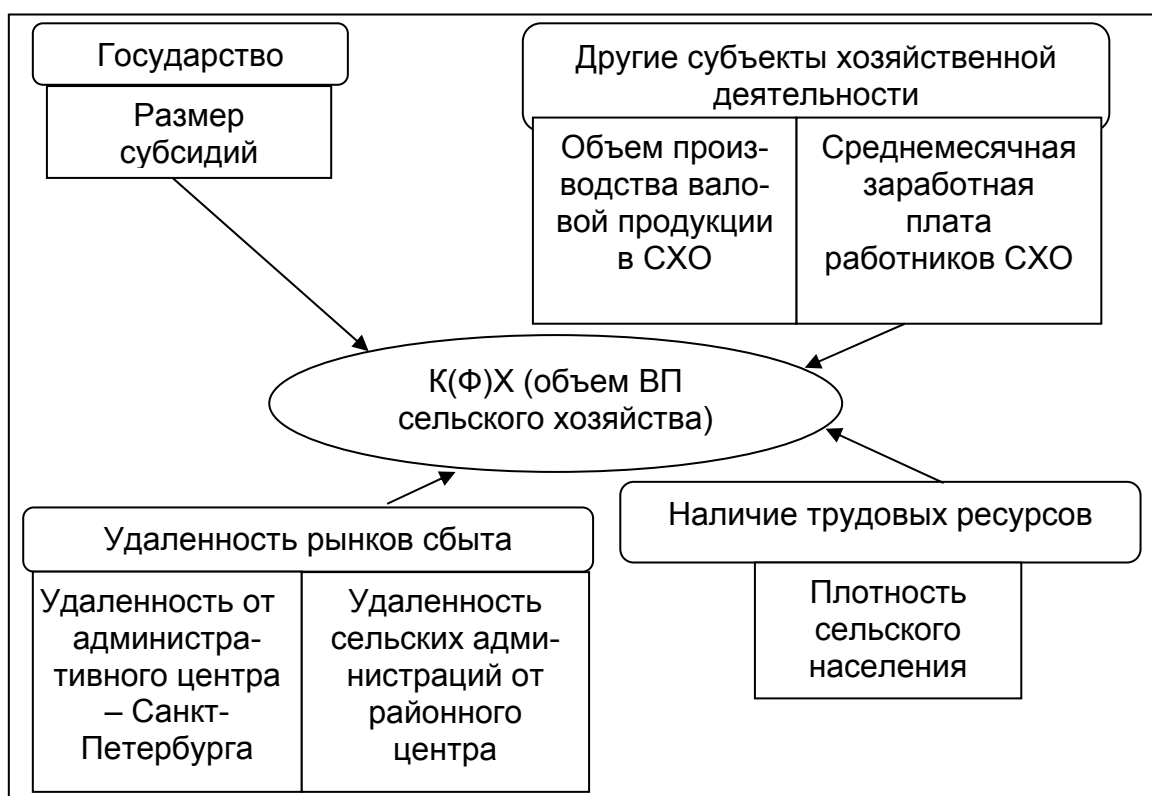 Государство
Размер
субсидий
Другие субъекты хозяйственной
деятельности
Объем произ-
водства вало-
вой продукции
в СХО
Среднемесячная
заработная
плата
работников СХО
К(Ф)Х (объем ВП
сельского хозяйства)
Удаленность рынков сбыта
Удаленность от
администра-
тивного центра
– Санкт-
Петербурга
Удаленность
сельских адми-
нистраций от
районного
центра
Наличие трудовых ресурсов
Плотность
сельского
населения